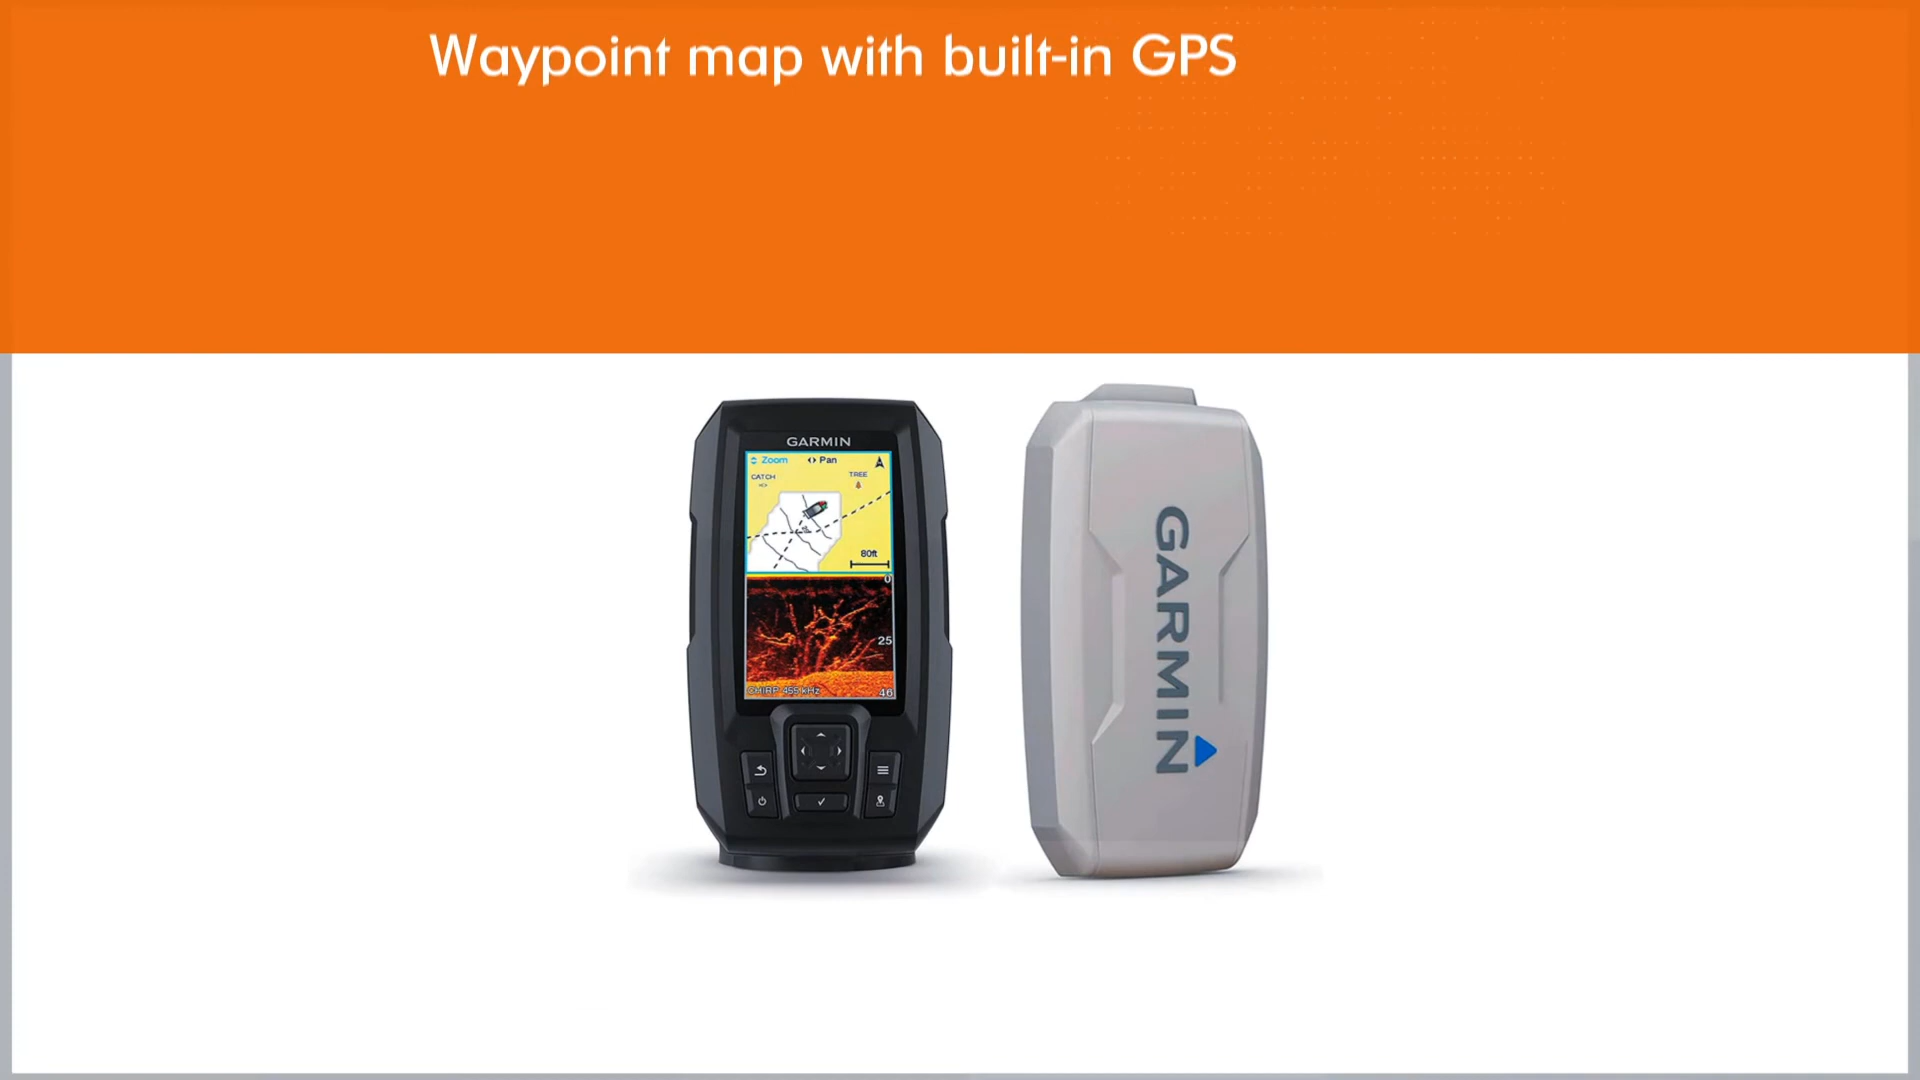 Waypoint map with built-in GPS
GARMIN
Zoom Pan
CATCH TREE
80ft
0
25
CHIRP 455 kHz 46
GARMIN